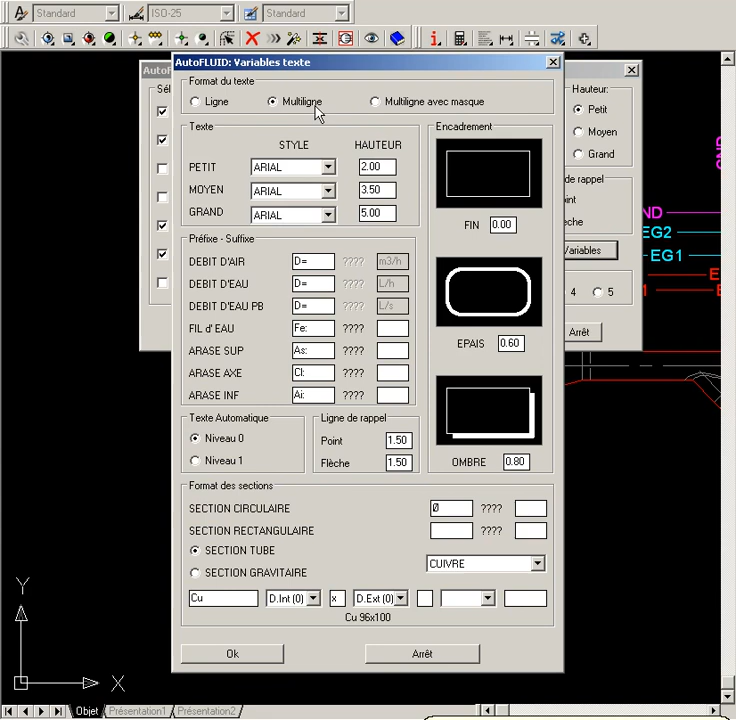 Standard ISO-25 Standard
AutoFLUID: Variables texte
Format du texte
Ligne Multiligne Multiligne avec masque
Texte
STYLE HAUTEUR
PETIT ARIAL 2.00
MOYEN ARIAL 3.50
GRAND ARIAL 5.00
Encadrement
FIN 0.00
EPAIS 0.60
OMBRE 0.80
Préfixe - Suffixe
DEBIT D'AIR D= ???? m3/h
DEBIT D'EAU D= ???? L/h
DEBIT D'EAU PB D= ???? L/s
FIL d' EAU Fe: ????
ARASE SUP As: ????
ARASE AXE Cl: ????
ARASE INF Ai: ????
Texte Automatique
Niveau 0
Niveau 1
Ligne de rappel
Point 1.50
Flèche 1.50
Format des sections
SECTION CIRCULAIRE Ø ????
SECTION RECTANGULAIRE ????
SECTION TUBE
SECTION GRAVITAIRE
CUIVRE
Cu D.Int (0) x D.Ext (0)
Cu 96x100
Ok Arrêt
Hauteur:
Petit
Moyen
Grand
de rappel
Variables
4 5
Arrêt
EG2
EG1
Y
X
Objet Présentation1 Présentation2